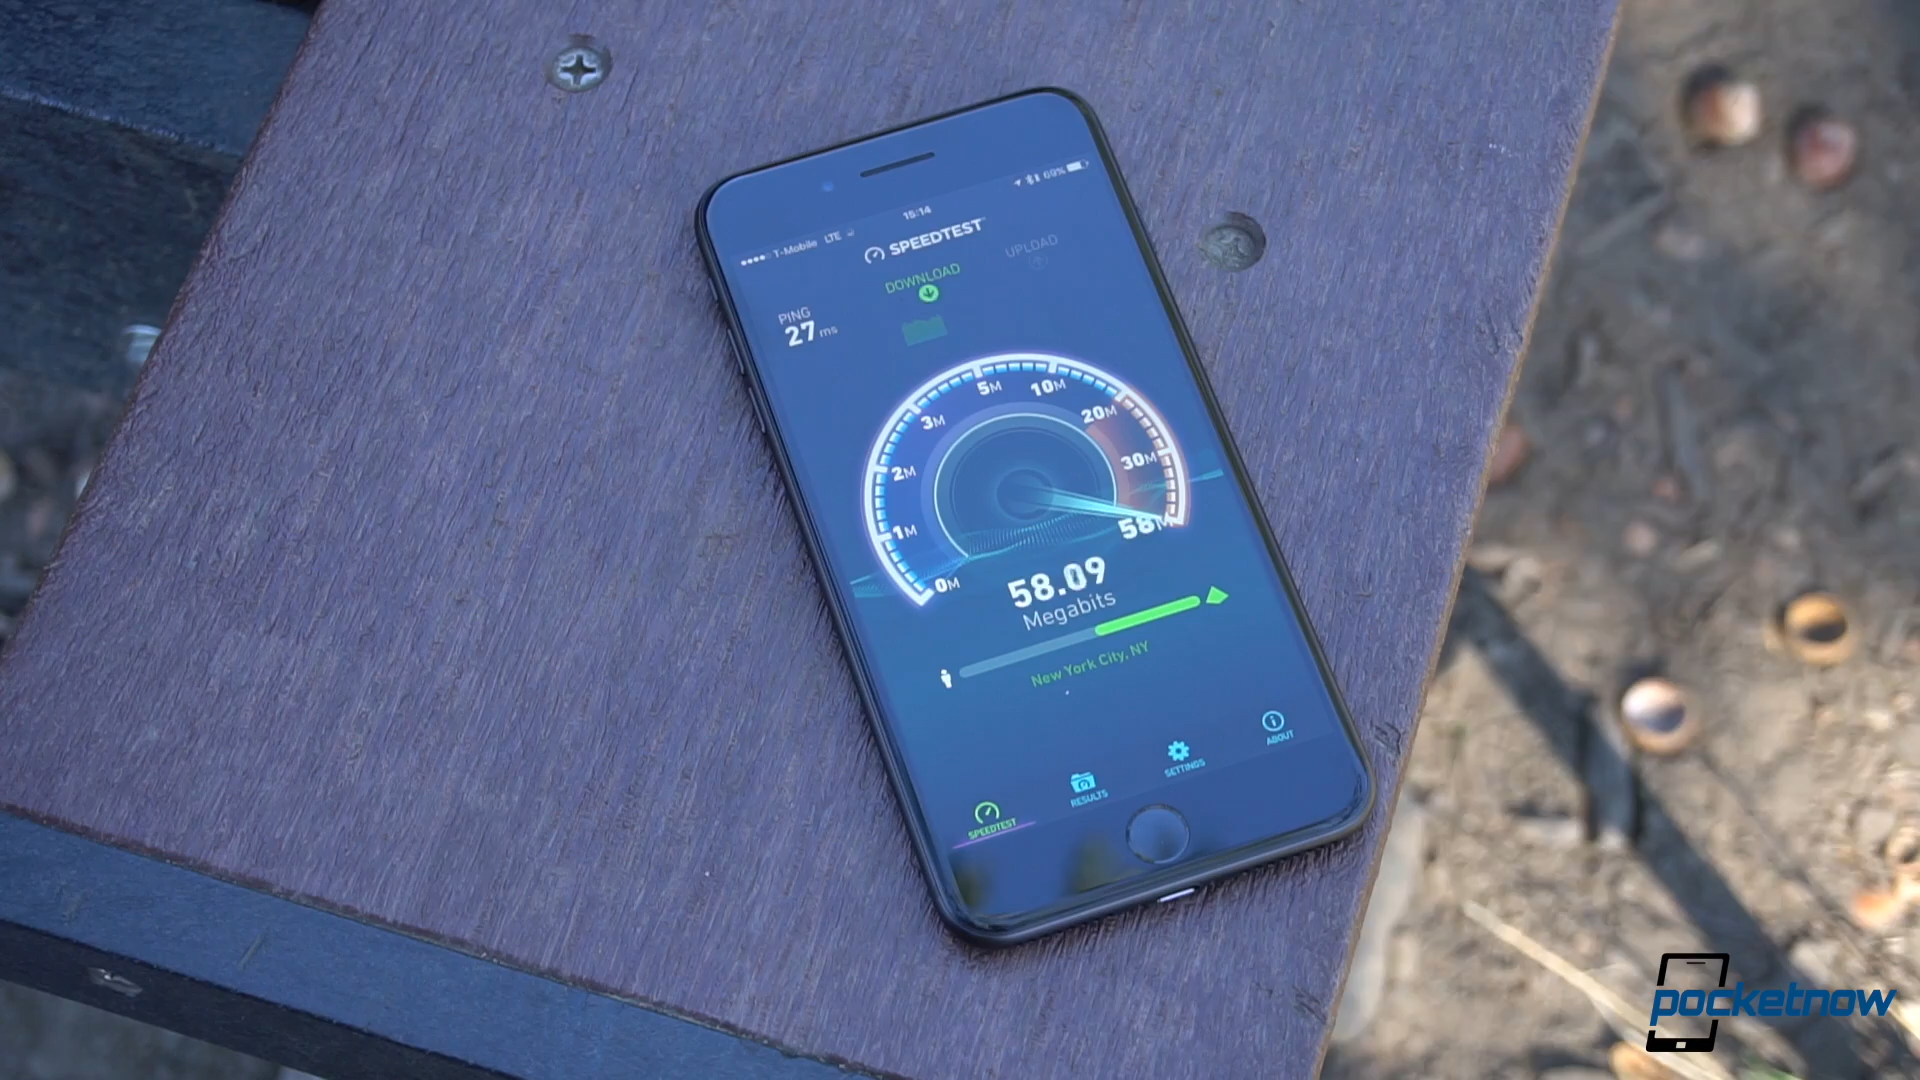 T-Mobile LTE
15:14
69%
SPEEDTEST
DOWNLOAD
UPLOAD
PING
27 ms
0M
1M
2M
3M
5M
10M
20M
30M
58M
58.09
Megabits
New York City, NY
SPEEDTEST
RESULTS
SETTINGS
ABOUT
pocketnow